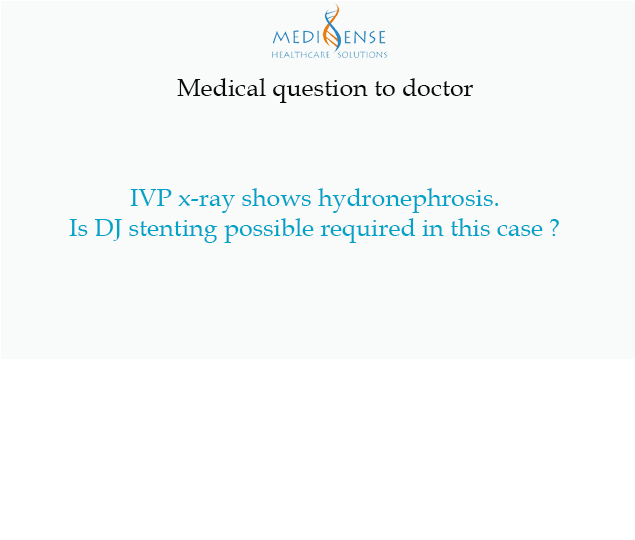 MEDISENSE
HEALTHCARE SOLUTIONS
Medical question to doctor
IVP x-ray shows hydronephrosis.
Is DJ stenting possible required in this case ?